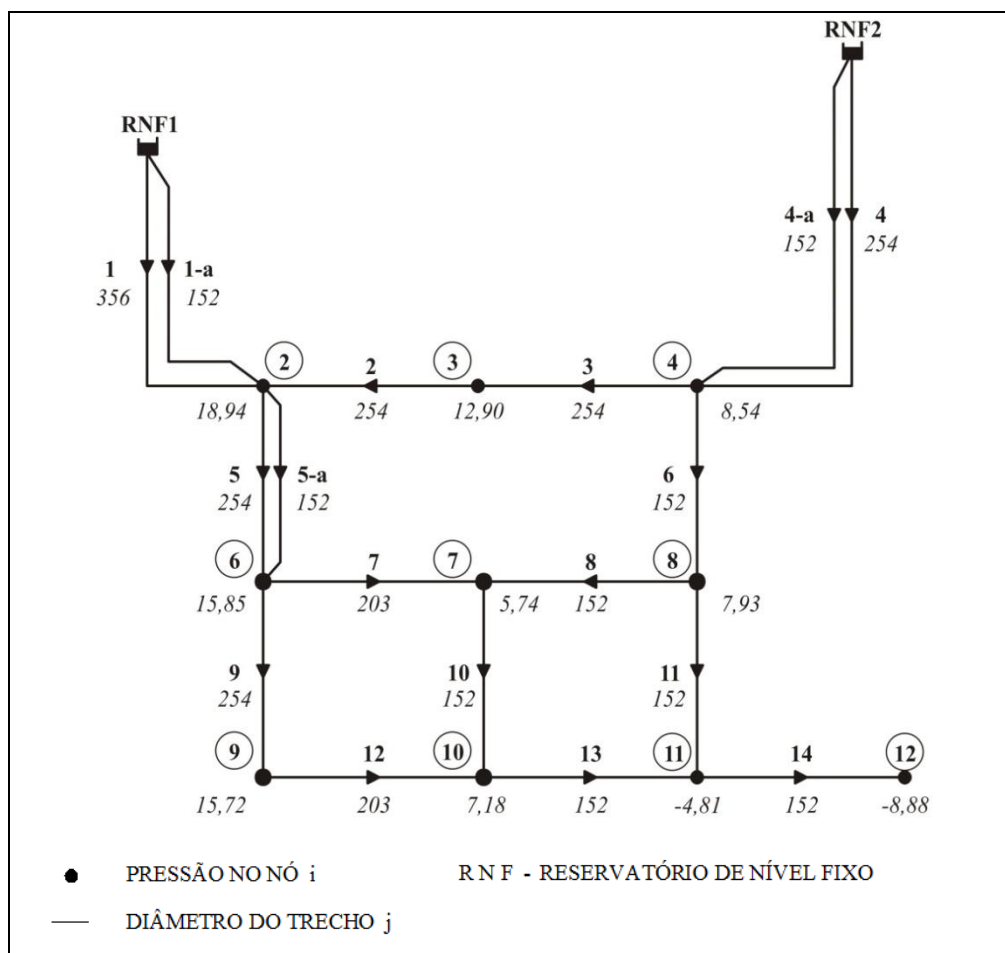 RNF2
RNF1
4-a 4
152 254
1 1-a
356 152
2 2 3 3 4
18,94 254 12,90 254 8,54
5 5-a 6
254 152 152
6 7 7 8 8
15,85 203 5,74 152 7,93
9 10 11
254 152 152
9 12 10 13 11 14 12
15,72 203 7,18 152 -4,81 152 -8,88
PRESSÃO NO NÓ i R N F - RESERVATÓRIO DE NÍVEL FIXO
DIÂMETRO DO TRECHO j